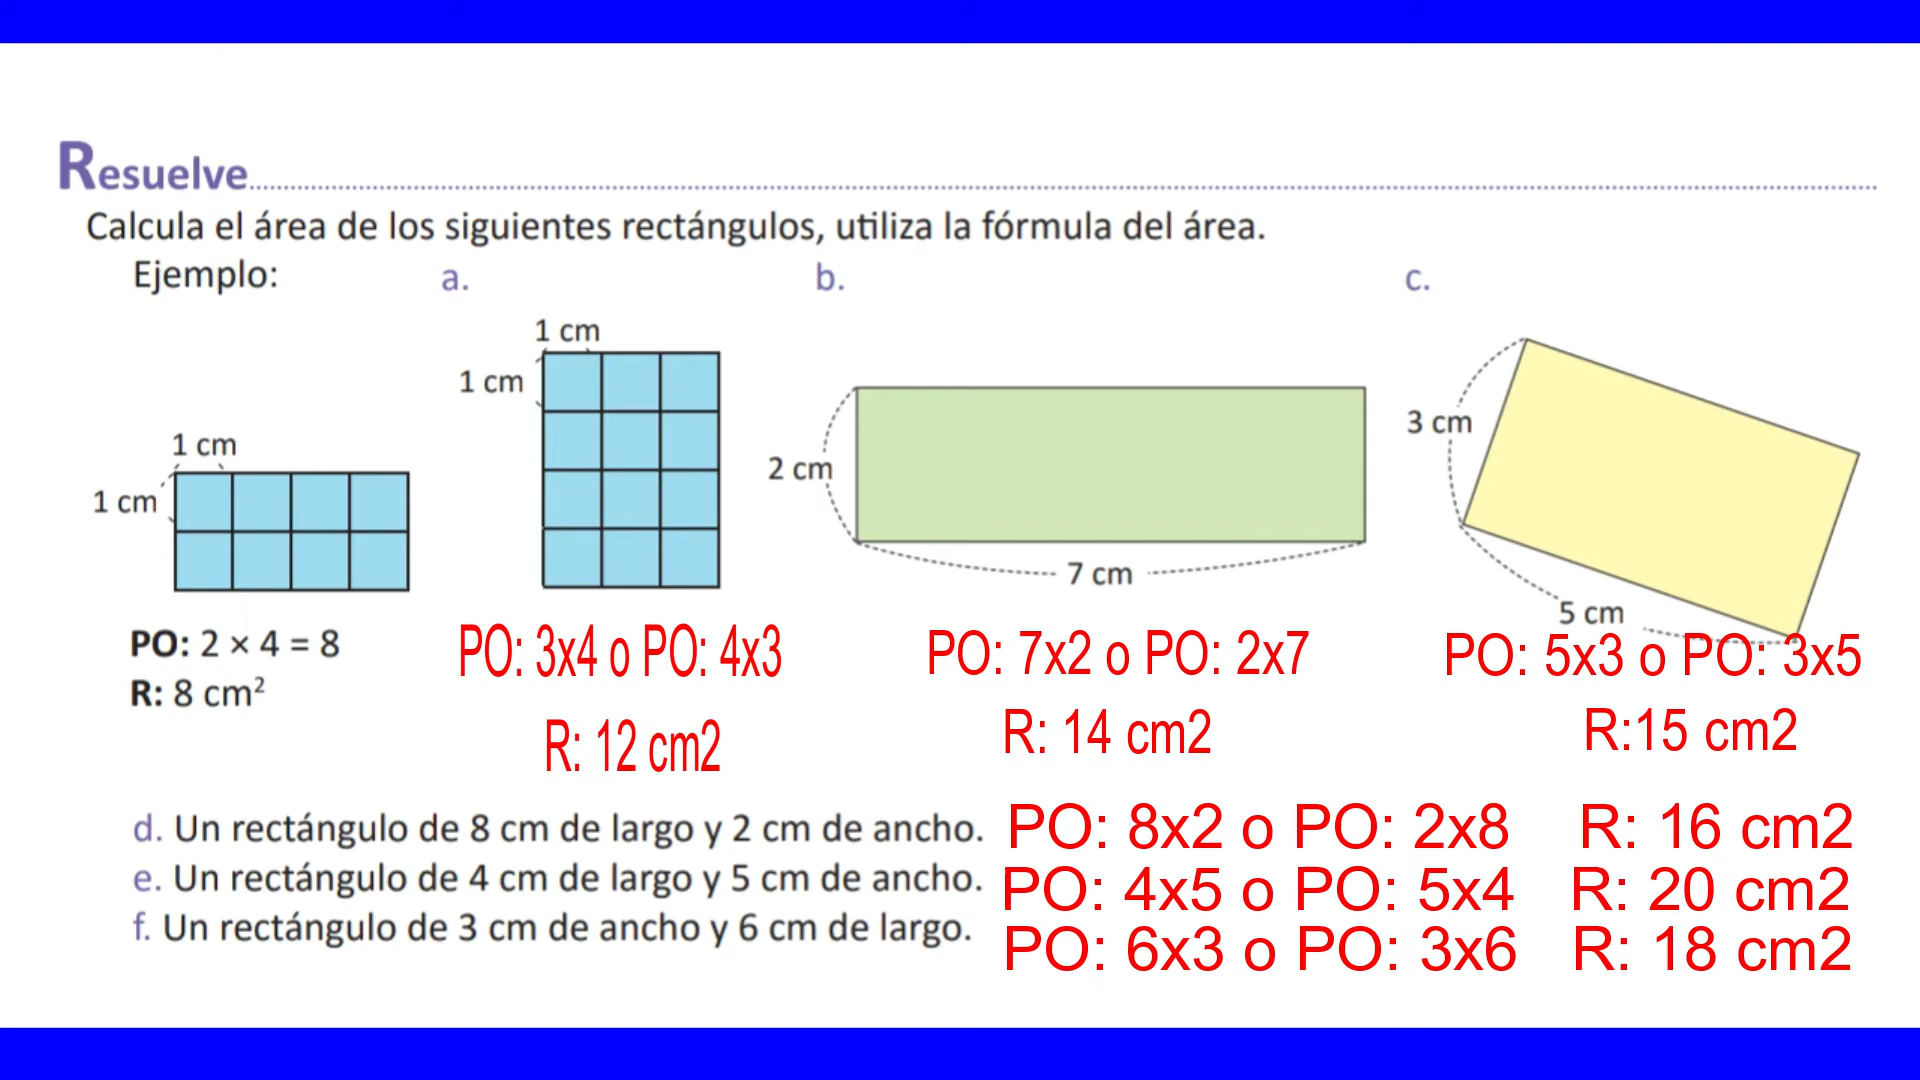 Resuelve
Calcula el área de los siguientes rectángulos, utiliza la fórmula del área.
Ejemplo:
a.
b.
c.
1 cm
1 cm
PO: 2 × 4 = 8
R: 8 cm²
1 cm
1 cm
PO: 3x4 o PO: 4x3
R: 12 cm2
2 cm
7 cm
PO: 7x2 o PO: 2x7
R: 14 cm2
3 cm
5 cm
PO: 5x3 o PO: 3x5
R:15 cm2
d. Un rectángulo de 8 cm de largo y 2 cm de ancho. PO: 8x2 o PO: 2x8 R: 16 cm2
e. Un rectángulo de 4 cm de largo y 5 cm de ancho. PO: 4x5 o PO: 5x4 R: 20 cm2
f. Un rectángulo de 3 cm de ancho y 6 cm de largo. PO: 6x3 o PO: 3x6 R: 18 cm2